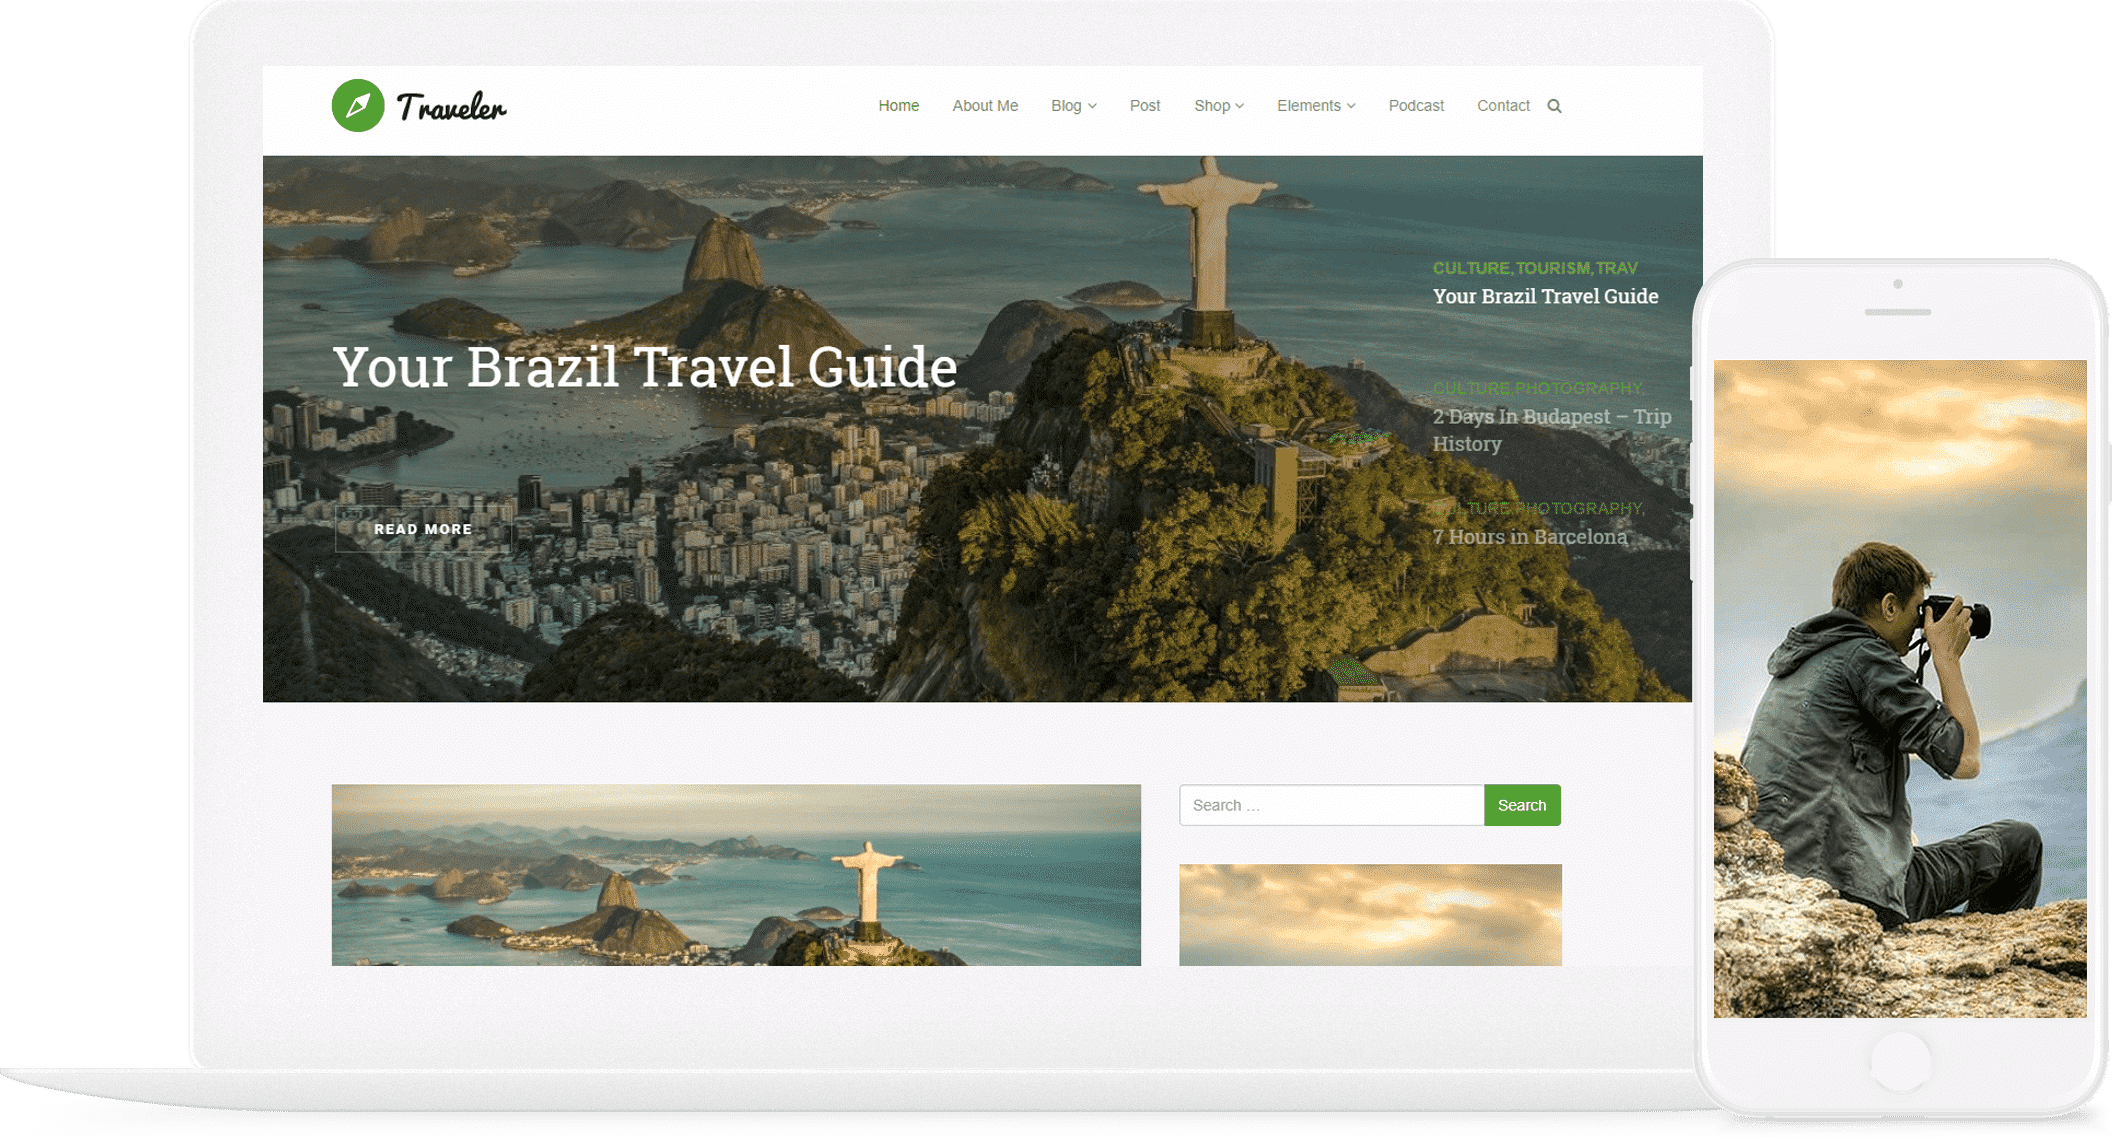 Traveler
Home About Me Blog Post Shop Elements Podcast Contact
CULTURE,TOURISM,TRAV
Your Brazil Travel Guide
Your Brazil Travel Guide
CULTURE,PHOTOGRAPHY,
2 Days In Budapest – Trip
History
READ MORE
CULTURE,PHOTOGRAPHY,
7 Hours in Barcelona
Search …
Search